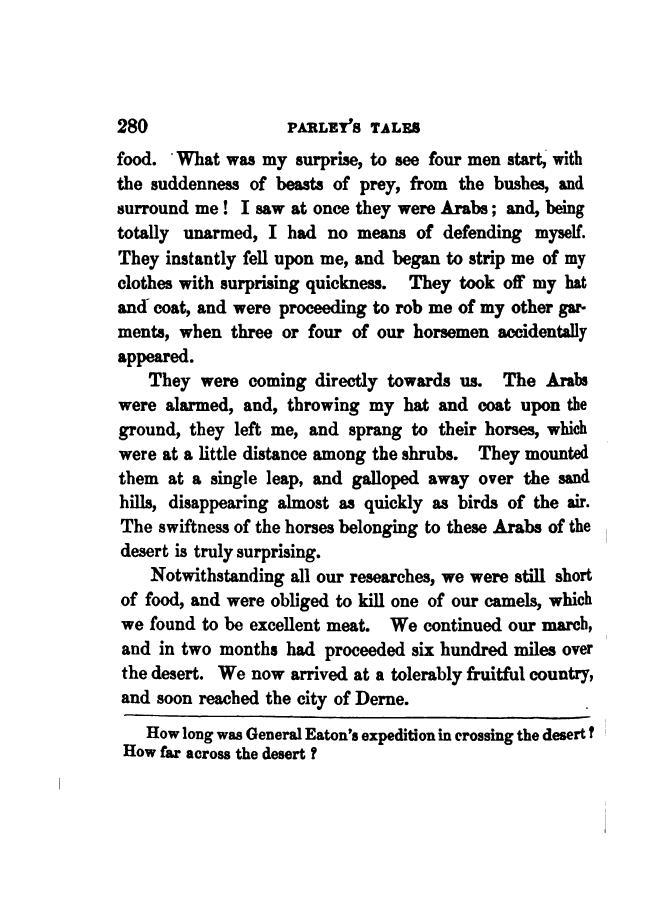 280 PARLEY'S TALES
food. What was my surprise, to see four men start, with
the suddenness of beasts of prey, from the bushes, and
surround me! I saw at once they were Arabs; and, being
totally unarmed, I had no means of defending myself.
They instantly fell upon me, and began to strip me of my
clothes with surprising quickness. They took off my hat
and coat, and were proceeding to rob me of my other gar-
ments, when three or four of our horsemen accidentally
appeared.
They were coming directly towards us. The Arabs
were alarmed, and, throwing my hat and coat upon the
ground, they left me, and sprang to their horses, which
were at a little distance among the shrubs. They mounted
them at a single leap, and galloped away over the sand
hills, disappearing almost as quickly as birds of the air.
The swiftness of the horses belonging to these Arabs of the
desert is truly surprising.
Notwithstanding all our researches, we were still short
of food, and were obliged to kill one of our camels, which
we found to be excellent meat. We continued our march,
and in two months had proceeded six hundred miles over
the desert. We now arrived at a tolerably fruitful country,
and soon reached the city of Derne.
How long was General Eaton's expedition in crossing the desert?
How far across the desert?